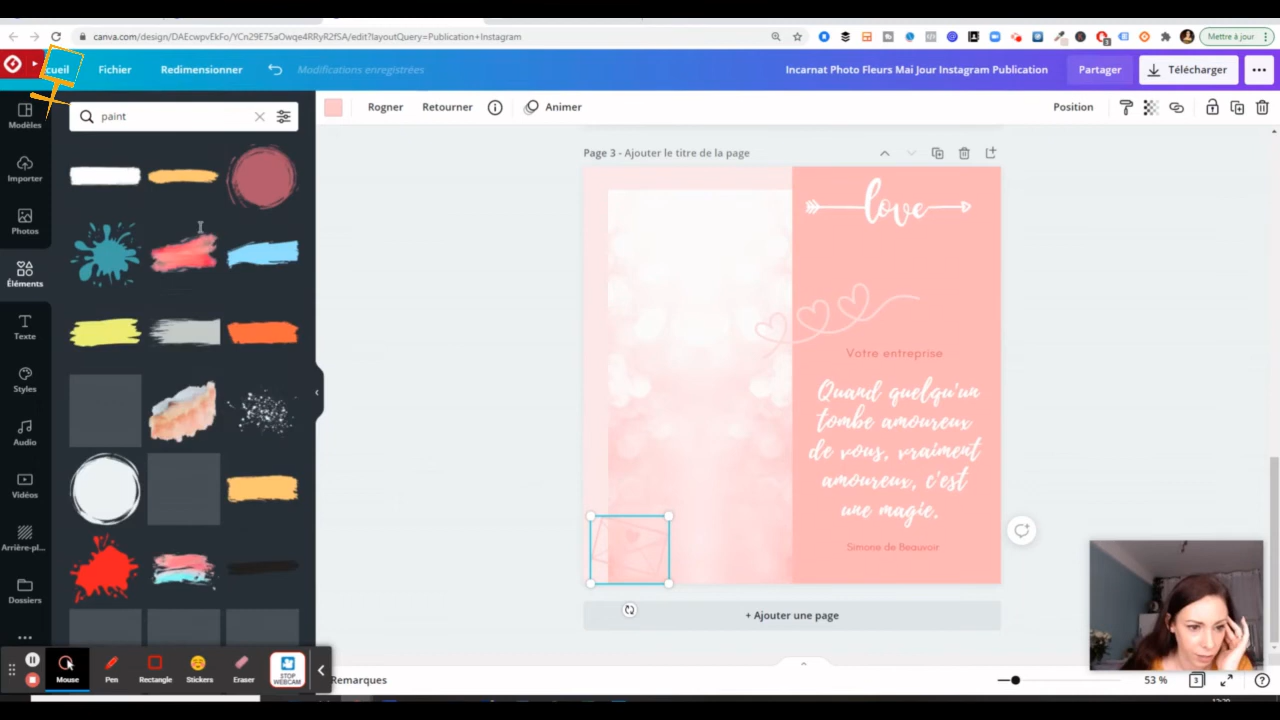 canva.com/design/DAEcwpvEkFo/YCn29E75aOwqe4RRyR2fSA/edit?layoutQuery=Publication+Instagram
Mettre à jour
cueil
Fichier
Redimensionner
Modifications enregistrées
Incarnat Photo Fleurs Mai Jour Instagram Publication
Partager
Télécharger
Modèles
paint
Rogner
Retourner
Animer
Position
Importer
Photos
Éléments
Texte
Styles
Audio
Vidéos
Arrière-pl...
Dossiers
Page 3 - Ajouter le titre de la page
love
Votre entreprise
Quand quelqu'un
tombe amoureux
de vous, vraiment
amoureux, c'est
une magie.
Simone de Beauvoir
+ Ajouter une page
Mouse
Pen
Rectangle
Stickers
Eraser
STOP
WEBCAM
Remarques
53 %
3